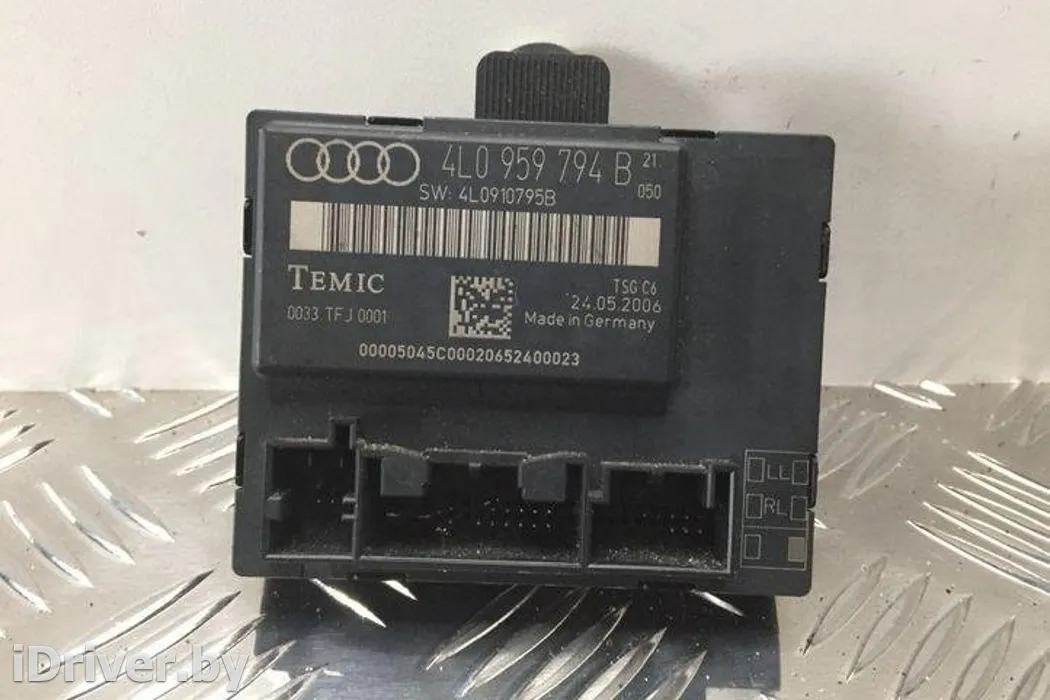 4L0 959 794 B 21
050
SW: 4L0910795B
TEMIC
TSG C6
24.05.2006
0033 TFJ 0001
Made in Germany
00005045C00020652400023
LL
RL
iDriver.by